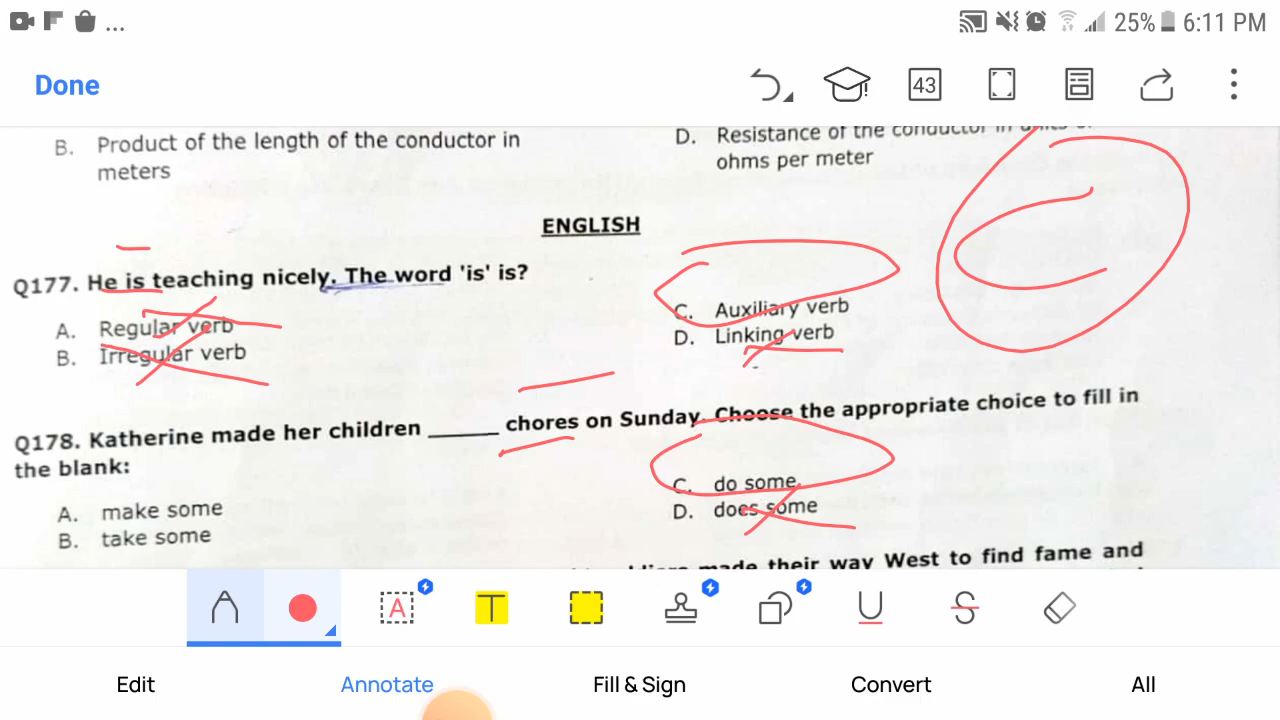 ... 25% 6:11 PM
Done 43
B. Product of the length of the conductor in
meters
D. Resistance of the conductor in units of
ohms per meter
ENGLISH
Q177. He is teaching nicely. The word 'is' is?
A. Regular verb
B. Irregular verb
C. Auxiliary verb
D. Linking verb
Q178. Katherine made her children ______ chores on Sunday. Choose the appropriate choice to fill in
the blank:
A. make some
B. take some
C. do some
D. does some
made their way West to find fame and
A T U S
Edit Annotate Fill & Sign Convert All